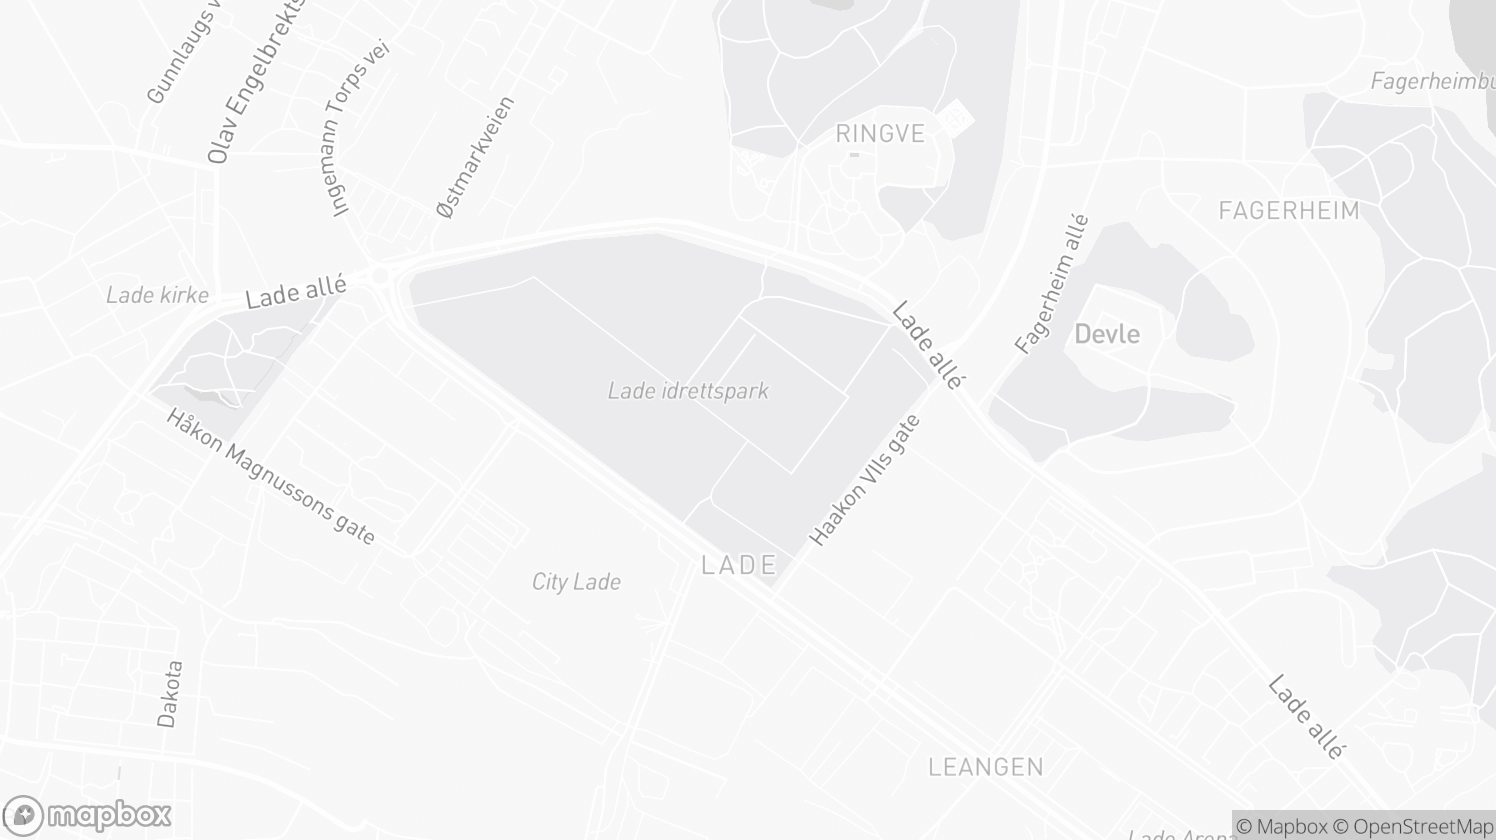 Gunnlaugs v
Olav Engelbrekts
Ingemann Torps vei
Østmarkveien
RINGVE
Fagerheimbu
FAGERHEIM
Fagerheim allé
Lade kirke
Lade allé
Lade allé
Devle
Lade idrettspark
Håkon Magnussons gate
Haakon VIIs gate
LADE
City Lade
Dakota
Lade allé
LEANGEN
mapbox
© Mapbox © OpenStreetMap
Lade Arena